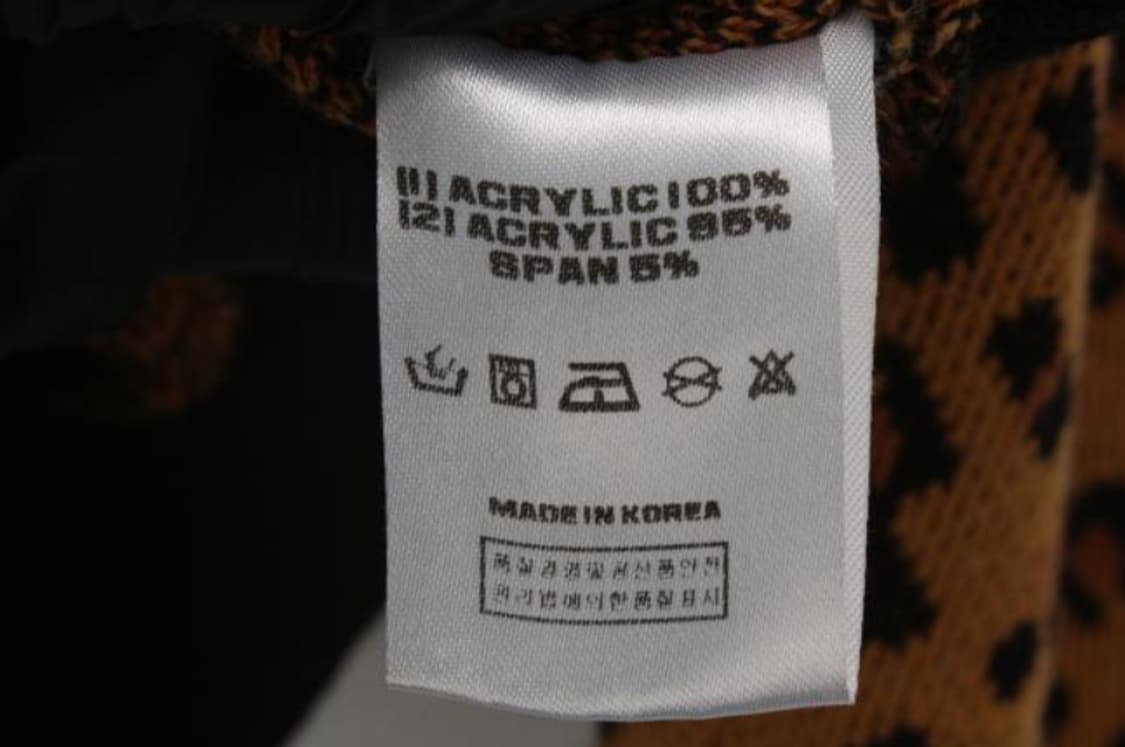 (1) ACRYLIC 100%
(2) ACRYLIC 95%
SPAN 5%
MADE IN KOREA
품질경영및공산품안전
관리법에의한품질표시